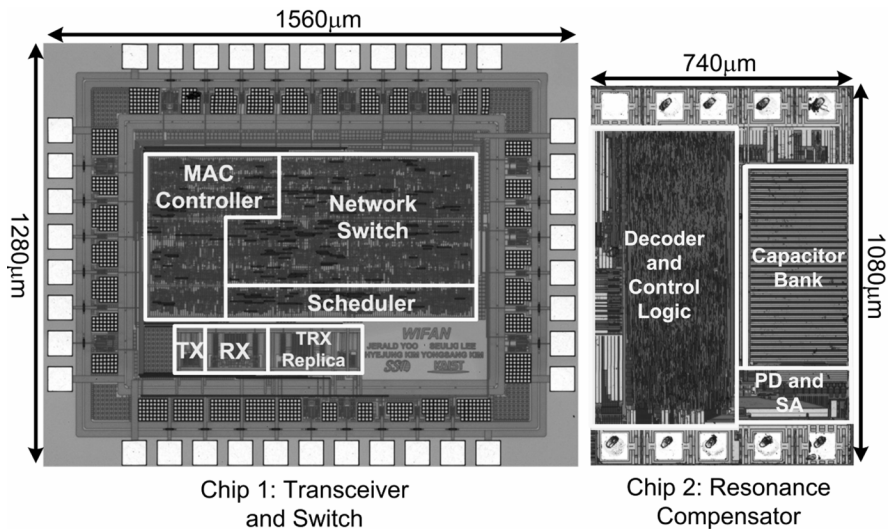 1560μm
740μm
1280μm
1080μm
MAC
Controller
Network
Switch
Scheduler
TX
RX
TRX
Replica
WIFAN
JERALD YOO SEULKI LEE
HYEJUNG KIM YONGSANG KIM
KAIST
Decoder
and
Control
Logic
Capacitor
Bank
PD and
SA
Chip 1: Transceiver
and Switch
Chip 2: Resonance
Compensator